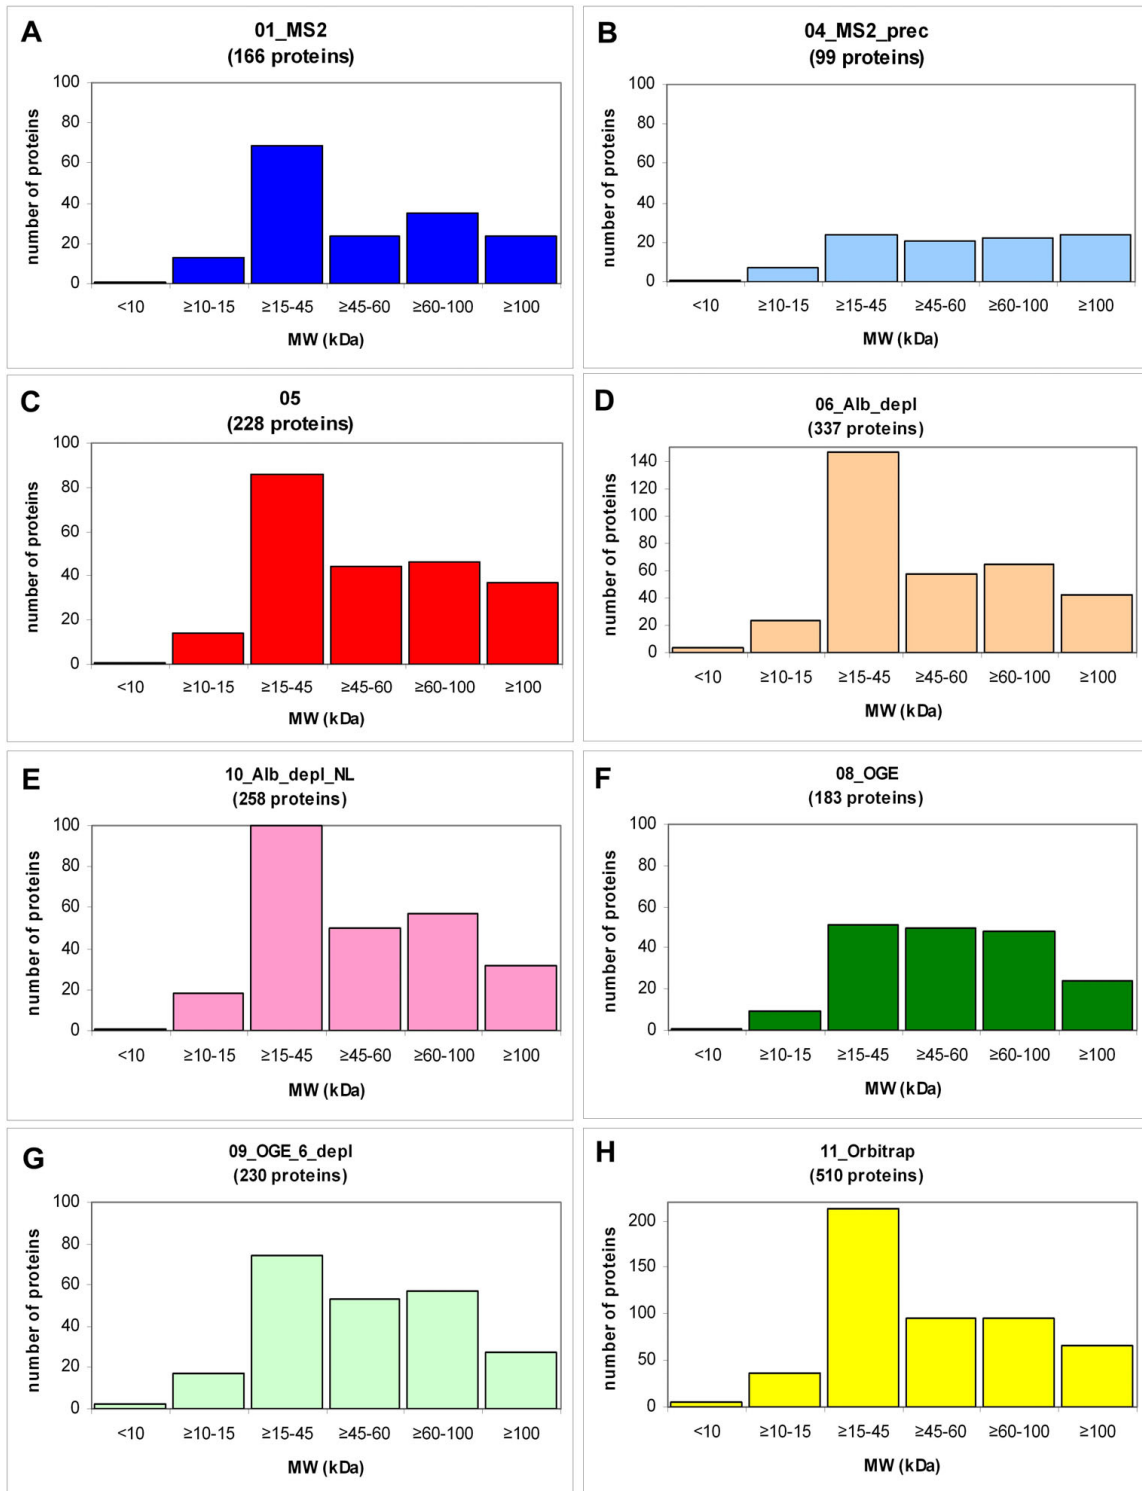 A
01_MS2
(166 proteins)
number of proteins
100
80
60
40
20
0
<10 ≥10-15 ≥15-45 ≥45-60 ≥60-100 ≥100
MW (kDa)
B
04_MS2_prec
(99 proteins)
number of proteins
100
80
60
40
20
0
<10 ≥10-15 ≥15-45 ≥45-60 ≥60-100 ≥100
MW (kDa)
C
05
(228 proteins)
number of proteins
100
80
60
40
20
0
<10 ≥10-15 ≥15-45 ≥45-60 ≥60-100 ≥100
MW (kDa)
D
06_Alb_depl
(337 proteins)
number of proteins
140
120
100
80
60
40
20
0
<10 ≥10-15 ≥15-45 ≥45-60 ≥60-100 ≥100
MW (kDa)
E
10_Alb_depl_NL
(258 proteins)
number of proteins
100
80
60
40
20
0
<10 ≥10-15 ≥15-45 ≥45-60 ≥60-100 ≥100
MW (kDa)
F
08_OGE
(183 proteins)
number of proteins
100
80
60
40
20
0
<10 ≥10-15 ≥15-45 ≥45-60 ≥60-100 ≥100
MW (kDa)
G
09_OGE_6_depl
(230 proteins)
number of proteins
100
80
60
40
20
0
<10 ≥10-15 ≥15-45 ≥45-60 ≥60-100 ≥100
MW (kDa)
H
11_Orbitrap
(510 proteins)
number of proteins
200
150
100
50
0
<10 ≥10-15 ≥15-45 ≥45-60 ≥60-100 ≥100
MW (kDa)